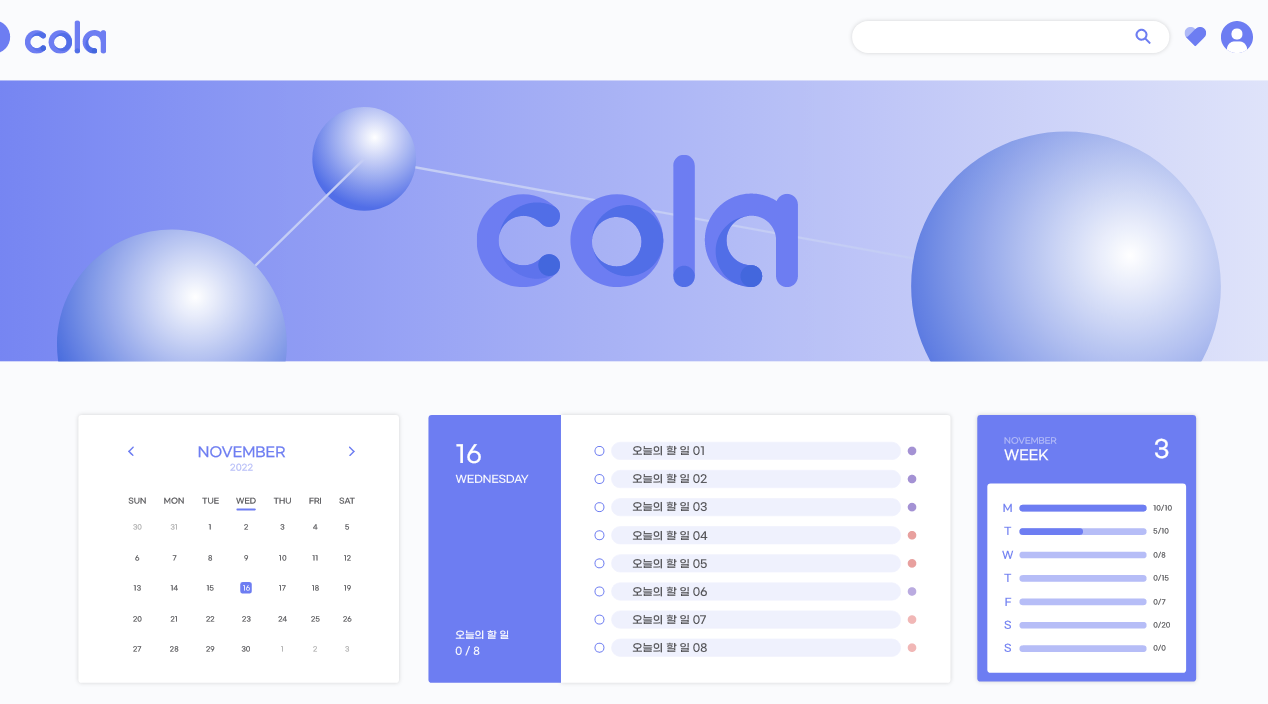 cola
cola
NOVEMBER
2022
SUN MON TUE WED THU FRI SAT
30 31 1 2 3 4 5
6 7 8 9 10 11 12
13 14 15 16 17 18 19
20 21 22 23 24 25 26
27 28 29 30 1 2 3
16
WEDNESDAY
오늘의 할 일
0 / 8
오늘의 할 일 01
오늘의 할 일 02
오늘의 할 일 03
오늘의 할 일 04
오늘의 할 일 05
오늘의 할 일 06
오늘의 할 일 07
오늘의 할 일 08
NOVEMBER
WEEK 3
M 10/10
T 5/10
W 0/8
T 0/15
F 0/7
S 0/20
S 0/0